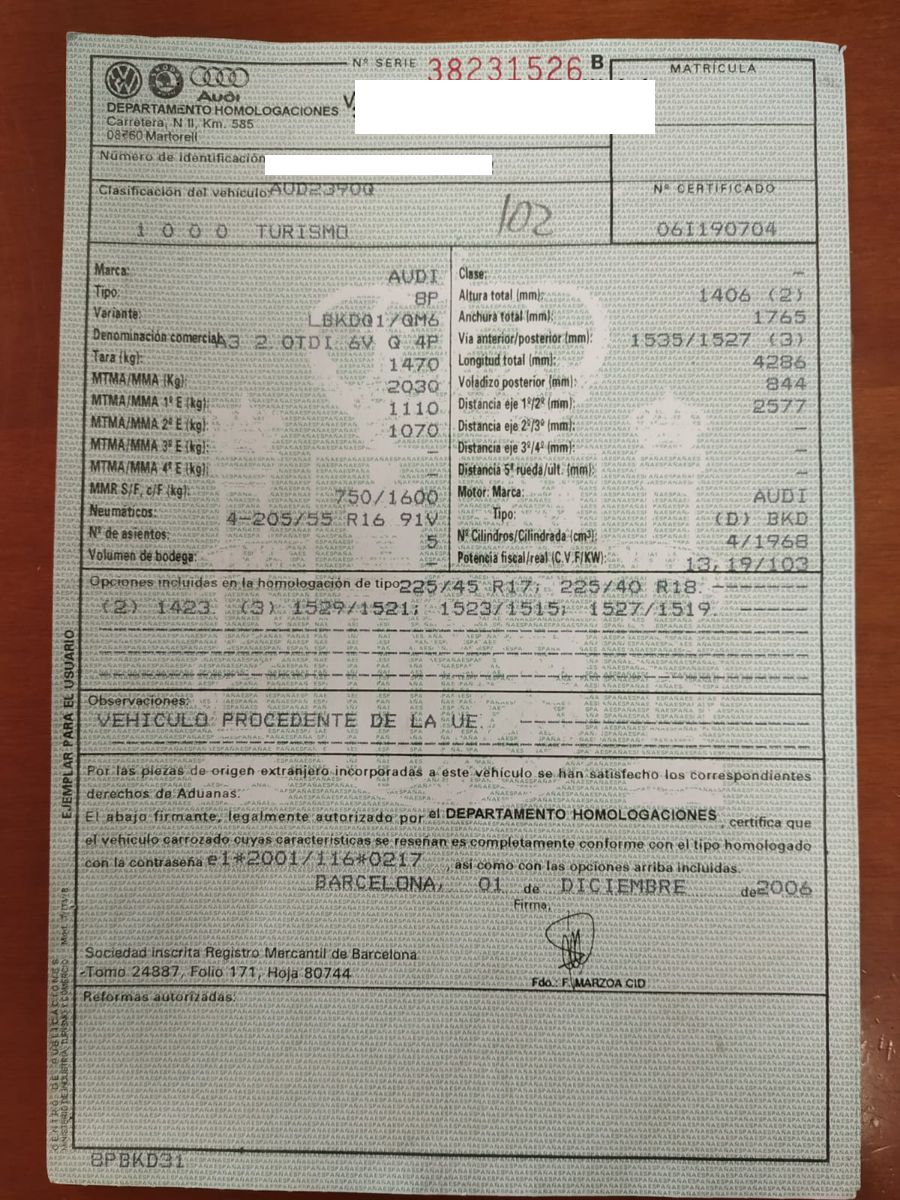 Nº SERIE 38231526 B
MATRÍCULA
Audi
DEPARTAMENTO HOMOLOGACIONES
Carretera, N II, Km. 585
08760 Martorell
Número de identificación
Clasificación del vehículo: AUD2390Q
1 0 0 0 TURISMO
102
Nº CERTIFICADO
06I190704
Marca: AUDI
Tipo: 8P
Variante: LBKDQ1/QM6
Denominación comercial: A3 2.0TDI 6V Q 4P
Tara (kg): 1470
MTMA/MMA (Kg): 2030
MTMA/MMA 1º E (kg): 1110
MTMA/MMA 2º E (kg): 1070
MTMA/MMA 3º E (kg): –
MTMA/MMA 4º E (kg): –
MMR S/F, c/F (kg): 750/1600
Neumáticos: 4-205/55 R16 91V
Nº de asientos: 5
Volumen de bodega: –
Clase: –
Altura total (mm): 1406 (2)
Anchura total (mm): 1765
Via anterior/posterior (mm): 1535/1527 (3)
Longitud total (mm): 4286
Voladizo posterior (mm): 844
Distancia eje 1º/2º (mm): 2577
Distancia eje 2º/3º (mm): –
Distancia eje 3º/4º (mm): –
Distancia 5ª rueda/ult. (mm): –
Motor: Marca: AUDI
Tipo: (D) BKD
Nº Cilindros/Cilindrada (cm³): 4/1968
Potencia fiscal/real (C.V.F/KW): 13,19/103
Opciones incluidas en la homologación de tipo: 225/45 R17; 225/40 R18.
(2) 1423. (3) 1529/1521; 1523/1515; 1527/1519.
Observaciones:
VEHICULO PROCEDENTE DE LA UE.
Por las piezas de origen extranjero incorporadas a este vehículo se han satisfecho los correspondientes
derechos de Aduanas.
El abajo firmante, legalmente autorizado por el DEPARTAMENTO HOMOLOGACIONES, certifica que
el vehículo carrozado cuyas características se reseñan es completamente conforme con el tipo homologado
con la contraseña e1*2001/116*0217, así como con las opciones arriba incluidas.
BARCELONA, 01 de DICIEMBRE de 2006
Firma,
Sociedad inscrita Registro Mercantil de Barcelona
-Tomo 24887, Folio 171, Hoja 80744
Fdo.: F. MARZOA CID
Reformas autorizadas:
8PBKD31
EJEMPLAR PARA EL USUARIO
CENTRO DE PUBLICACIONES
MINISTERIO DE INDUSTRIA, TURISMO Y COMERCIO